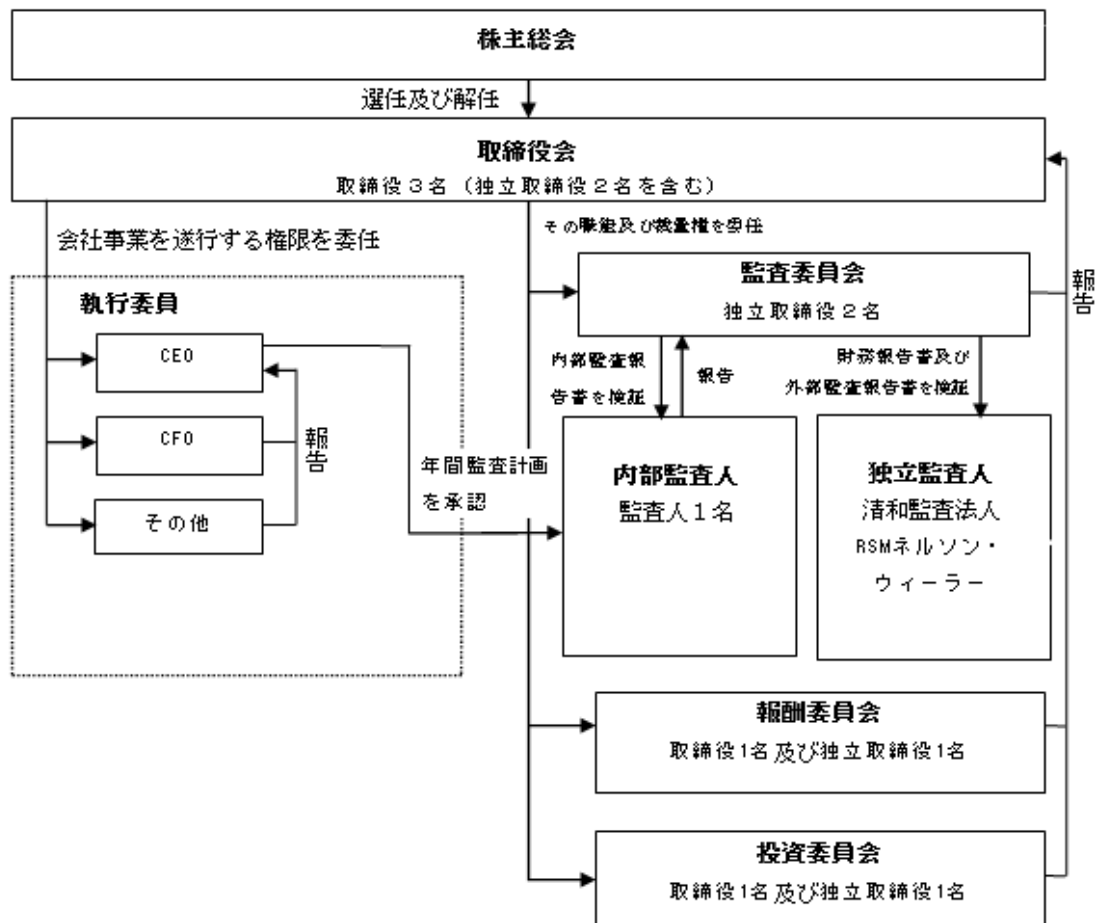 株主総会
選任及び解任
取締役会
取締役３名（独立取締役２名を含む）
会社事業を遂行する権限を委任
その職能及び裁量権を委任
監査委員会
独立取締役２名
報告
執行委員
CEO
CFO
その他
報告
内部監査報
告書を検証
報告
財務報告書及び
外部監査報告書を検証
年間監査計画
を承認
内部監査人
監査人１名
独立監査人
清和監査法人
RSMネルソン・
ウィーラー
報酬委員会
取締役1名及び独立取締役1名
投資委員会
取締役1名及び独立取締役1名